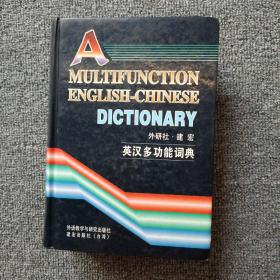 A
MULTIFUNCTION
ENGLISH-CHINESE
DICTIONARY
外研社·建 宏
英汉多功能词典
外语教学与研究出版社
建宏出版社(台湾)